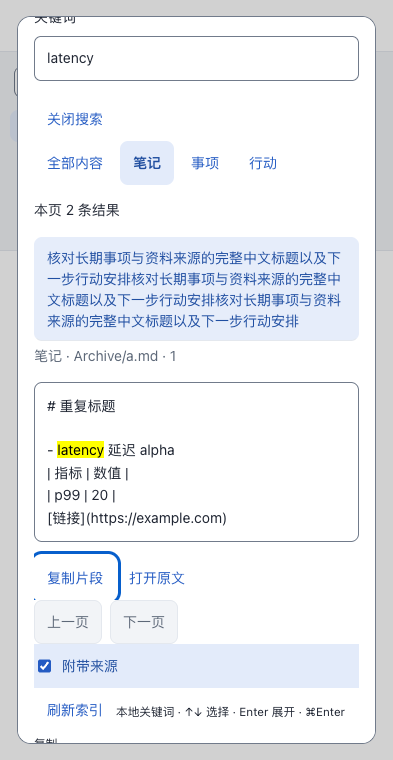 关键词
latency
关闭搜索
全部内容 笔记 事项 行动
本页 2 条结果
核对长期事项与资料来源的完整中文标题以及下
一步行动安排核对长期事项与资料来源的完整中
文标题以及下一步行动安排核对长期事项与资料
来源的完整中文标题以及下一步行动安排
笔记 · Archive/a.md · 1
# 重复标题
- latency 延迟 alpha
| 指标 | 数值 |
| p99 | 20 |
[链接](https://example.com)
复制片段 打开原文
上一页 下一页
附带来源
刷新索引 本地关键词 · ↑↓ 选择 · Enter 展开 · ⌘Enter
复制